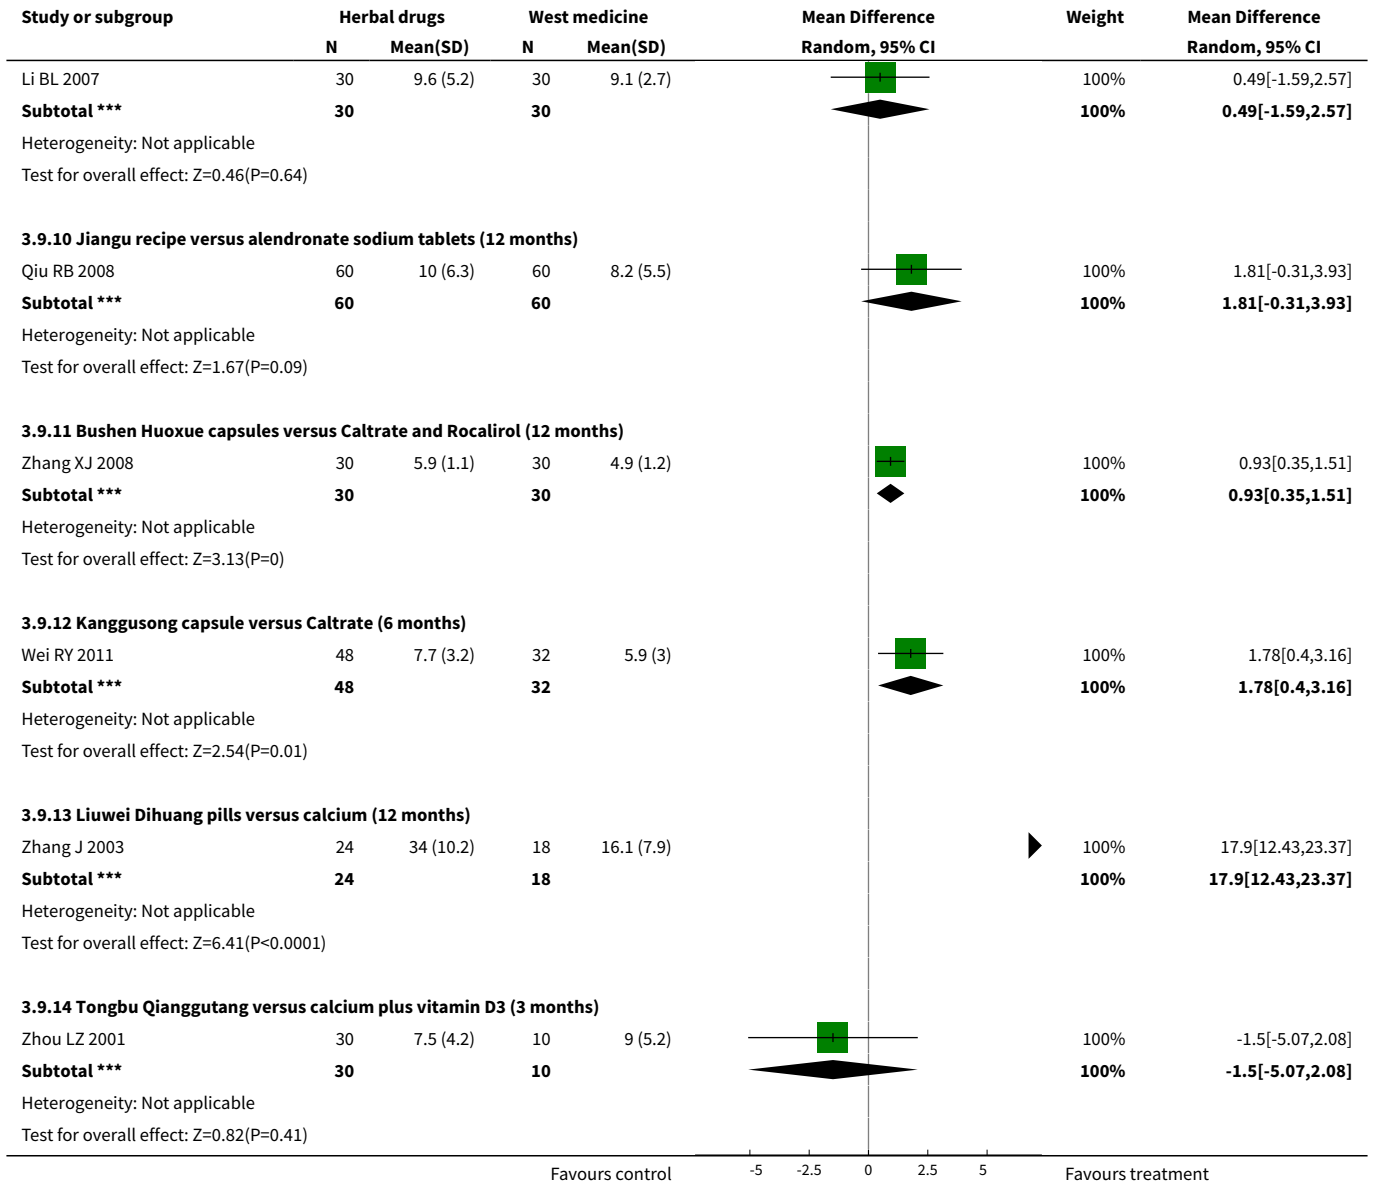 Study or subgroup Herbal drugs West medicine Mean Difference Weight Mean Difference
N Mean(SD) N Mean(SD) Random, 95% CI Random, 95% CI
Li BL 2007 30 9.6 (5.2) 30 9.1 (2.7) 100% 0.49[-1.59,2.57]
Subtotal *** 30 30 100% 0.49[-1.59,2.57]
Heterogeneity: Not applicable
Test for overall effect: Z=0.46(P=0.64)
3.9.10 Jiangu recipe versus alendronate sodium tablets (12 months)
Qiu RB 2008 60 10 (6.3) 60 8.2 (5.5) 100% 1.81[-0.31,3.93]
Subtotal *** 60 60 100% 1.81[-0.31,3.93]
Heterogeneity: Not applicable
Test for overall effect: Z=1.67(P=0.09)
3.9.11 Bushen Huoxue capsules versus Caltrate and Rocalirol (12 months)
Zhang XJ 2008 30 5.9 (1.1) 30 4.9 (1.2) 100% 0.93[0.35,1.51]
Subtotal *** 30 30 100% 0.93[0.35,1.51]
Heterogeneity: Not applicable
Test for overall effect: Z=3.13(P=0)
3.9.12 Kanggusong capsule versus Caltrate (6 months)
Wei RY 2011 48 7.7 (3.2) 32 5.9 (3) 100% 1.78[0.4,3.16]
Subtotal *** 48 32 100% 1.78[0.4,3.16]
Heterogeneity: Not applicable
Test for overall effect: Z=2.54(P=0.01)
3.9.13 Liuwei Dihuang pills versus calcium (12 months)
Zhang J 2003 24 34 (10.2) 18 16.1 (7.9) 100% 17.9[12.43,23.37]
Subtotal *** 24 18 100% 17.9[12.43,23.37]
Heterogeneity: Not applicable
Test for overall effect: Z=6.41(P<0.0001)
3.9.14 Tongbu Qianggutang versus calcium plus vitamin D3 (3 months)
Zhou LZ 2001 30 7.5 (4.2) 10 9 (5.2) 100% -1.5[-5.07,2.08]
Subtotal *** 30 10 100% -1.5[-5.07,2.08]
Heterogeneity: Not applicable
Test for overall effect: Z=0.82(P=0.41)
Favours control -5 -2.5 0 2.5 5 Favours treatment